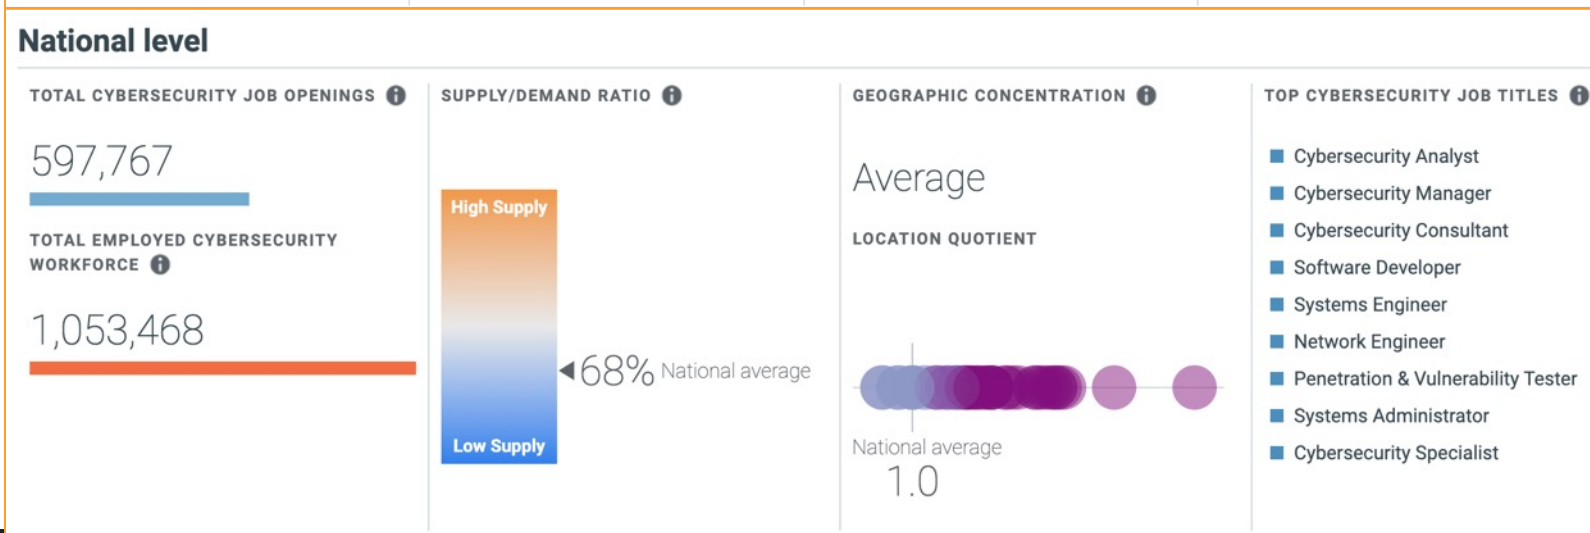 National level
TOTAL CYBERSECURITY JOB OPENINGS
597,767
TOTAL EMPLOYED CYBERSECURITY
WORKFORCE
1,053,468
SUPPLY/DEMAND RATIO
High Supply
68% National average
Low Supply
GEOGRAPHIC CONCENTRATION
Average
LOCATION QUOTIENT
National average
1.0
TOP CYBERSECURITY JOB TITLES
Cybersecurity Analyst
Cybersecurity Manager
Cybersecurity Consultant
Software Developer
Systems Engineer
Network Engineer
Penetration & Vulnerability Tester
Systems Administrator
Cybersecurity Specialist